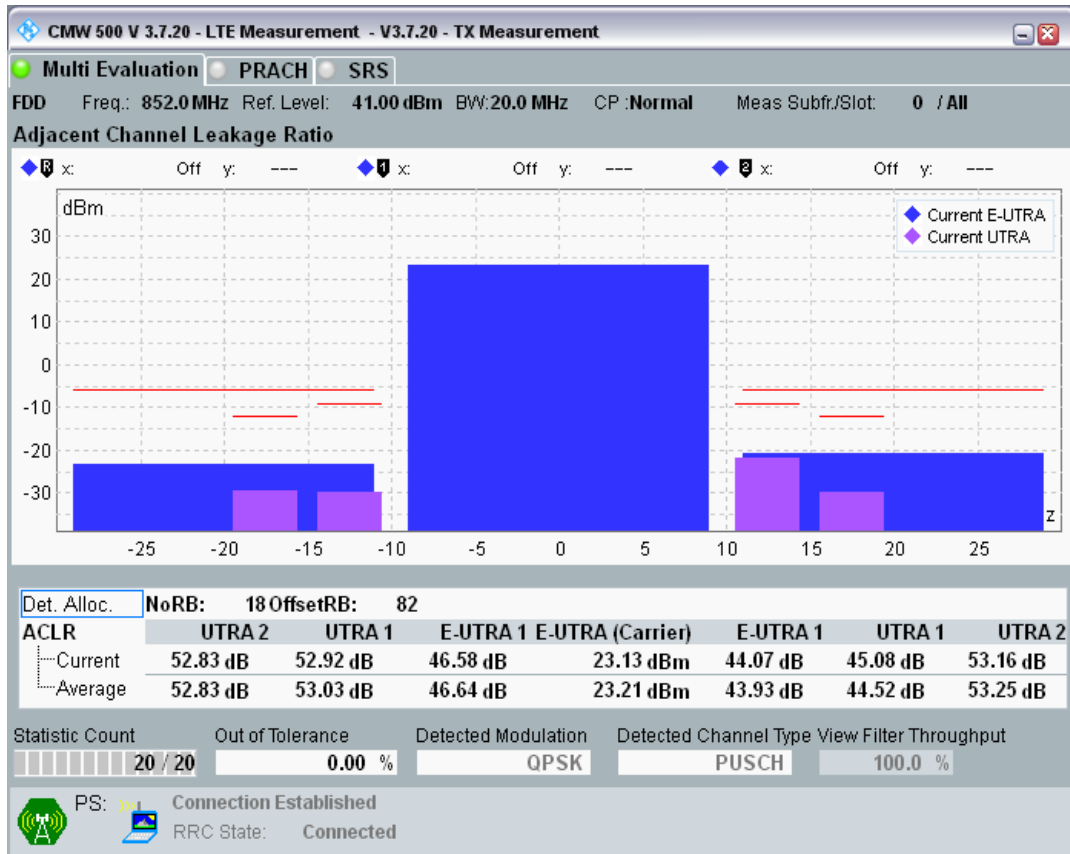 CMW 500 V 3.7.20 - LTE Measurement - V3.7.20 - TX Measurement
Multi Evaluation PRACH SRS
FDD Freq.: 852.0 MHz Ref. Level: 41.00 dBm BW:20.0 MHz CP :Normal Meas Subfr./Slot: 0 / All
Adjacent Channel Leakage Ratio
R x: Off y: --- 1 x: Off y: --- 2 x: Off y: ---
dBm
Current E-UTRA
Current UTRA
30
20
10
0
-10
-20
-30
z
-25 -20 -15 -10 -5 0 5 10 15 20 25
Det. Alloc. NoRB: 18 OffsetRB: 82
ACLR UTRA 2 UTRA 1 E-UTRA 1 E-UTRA (Carrier) E-UTRA 1 UTRA 1 UTRA 2
Current 52.83 dB 52.92 dB 46.58 dB 23.13 dBm 44.07 dB 45.08 dB 53.16 dB
Average 52.83 dB 53.03 dB 46.64 dB 23.21 dBm 43.93 dB 44.52 dB 53.25 dB
Statistic Count Out of Tolerance Detected Modulation Detected Channel Type View Filter Throughput
20 / 20 0.00 % QPSK PUSCH 100.0 %
PS: Connection Established
RRC State: Connected